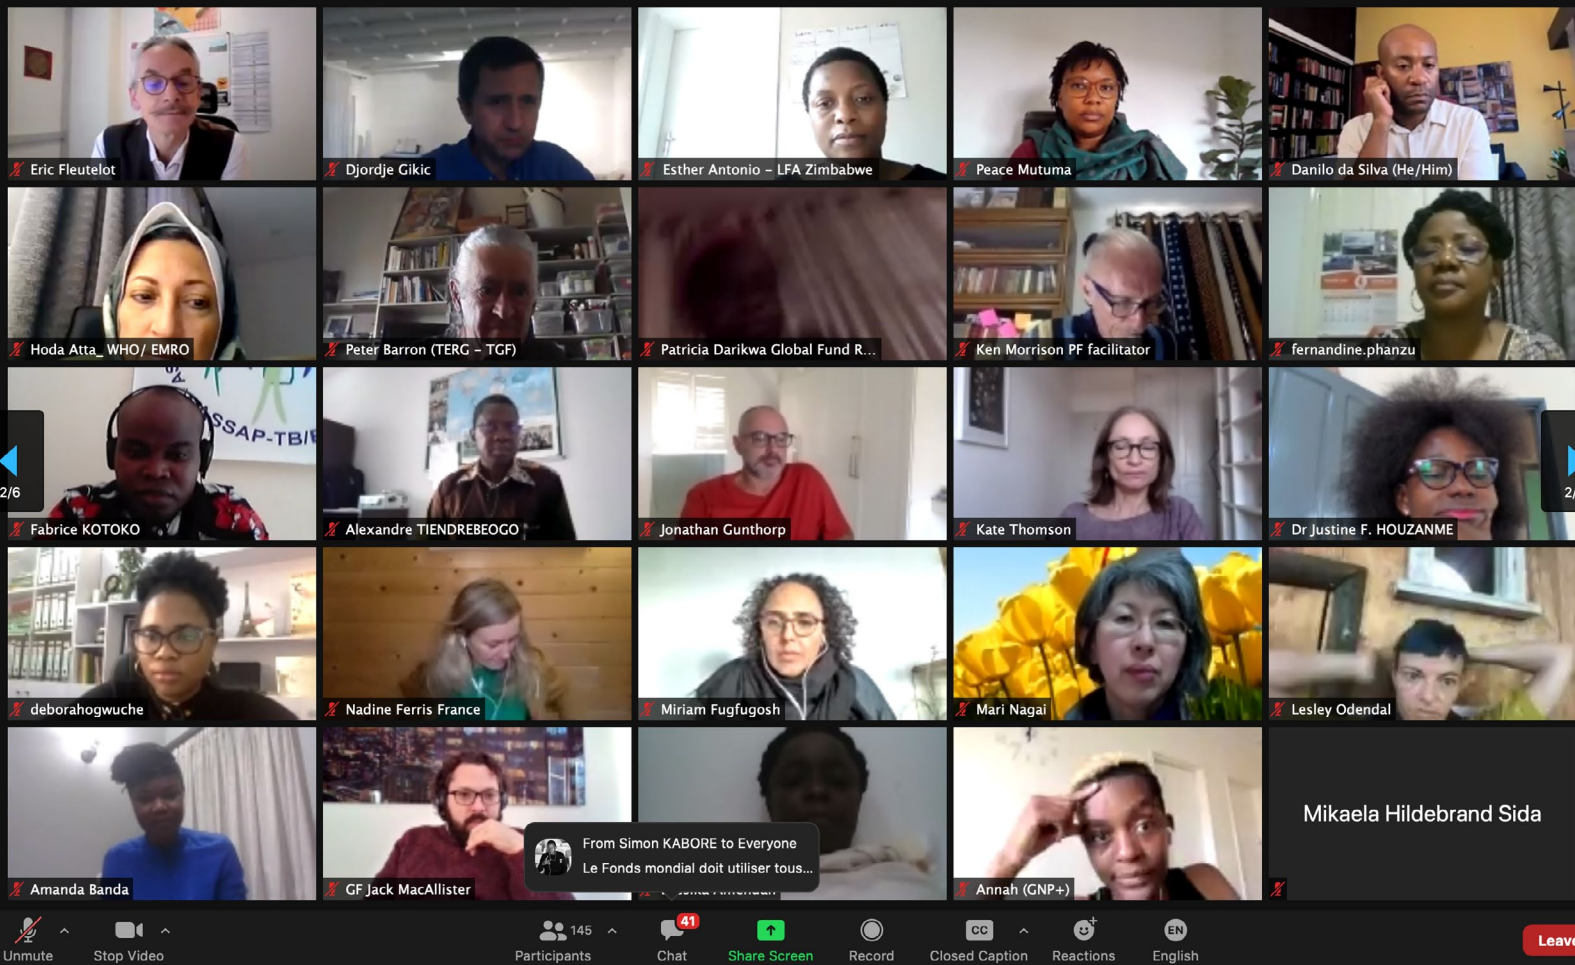 Eric Fleutelot
Djordje Gikic
Esther Antonio – LFA Zimbabwe
Peace Mutuma
Danilo da Silva (He/Him)
Hoda Atta_ WHO/ EMRO
Peter Barron (TERG – TGF)
Patricia Darikwa Global Fund R...
Ken Morrison PF facilitator
fernandine.phanzu
SSAP-TB/
2/6
2/
Fabrice KOTOKO
Alexandre TIENDREBEOGO
Jonathan Gunthorp
Kate Thomson
Dr Justine F. HOUZANME
deborahogwuche
Nadine Ferris France
Miriam Fugfugosh
Mari Nagai
Lesley Odendal
Mikaela Hildebrand Sida
From Simon KABORE to Everyone
Le Fonds mondial doit utiliser tous...
Amanda Banda
GF Jack MacAllister
Annah (GNP+)
41
145
CC
EN
Unmute
Stop Video
Participants
Chat
Share Screen
Record
Closed Caption
Reactions
English
Leave